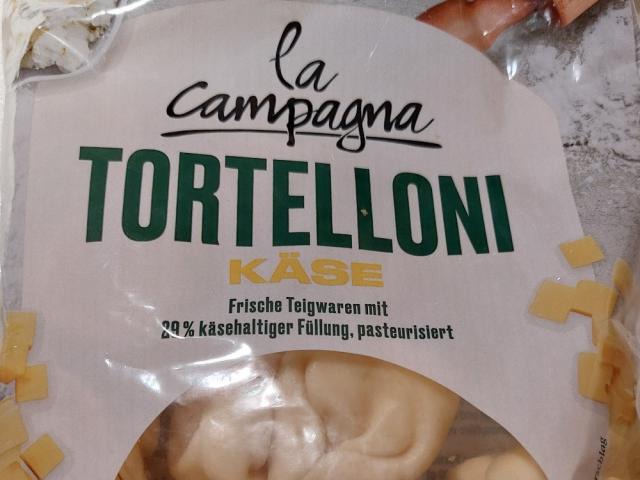 la
campagna
TORTELLONI
KÄSE
Frische Teigwaren mit
29 % käsehaltiger Füllung, pasteurisiert